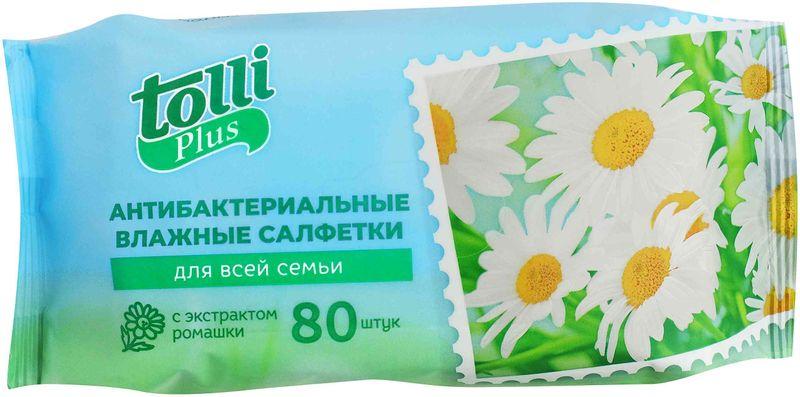 tolli
Plus
АНТИБАКТЕРИАЛЬНЫЕ
ВЛАЖНЫЕ САЛФЕТКИ
ДЛЯ ВСЕЙ СЕМЬИ
с экстрактом
ромашки
80 штук